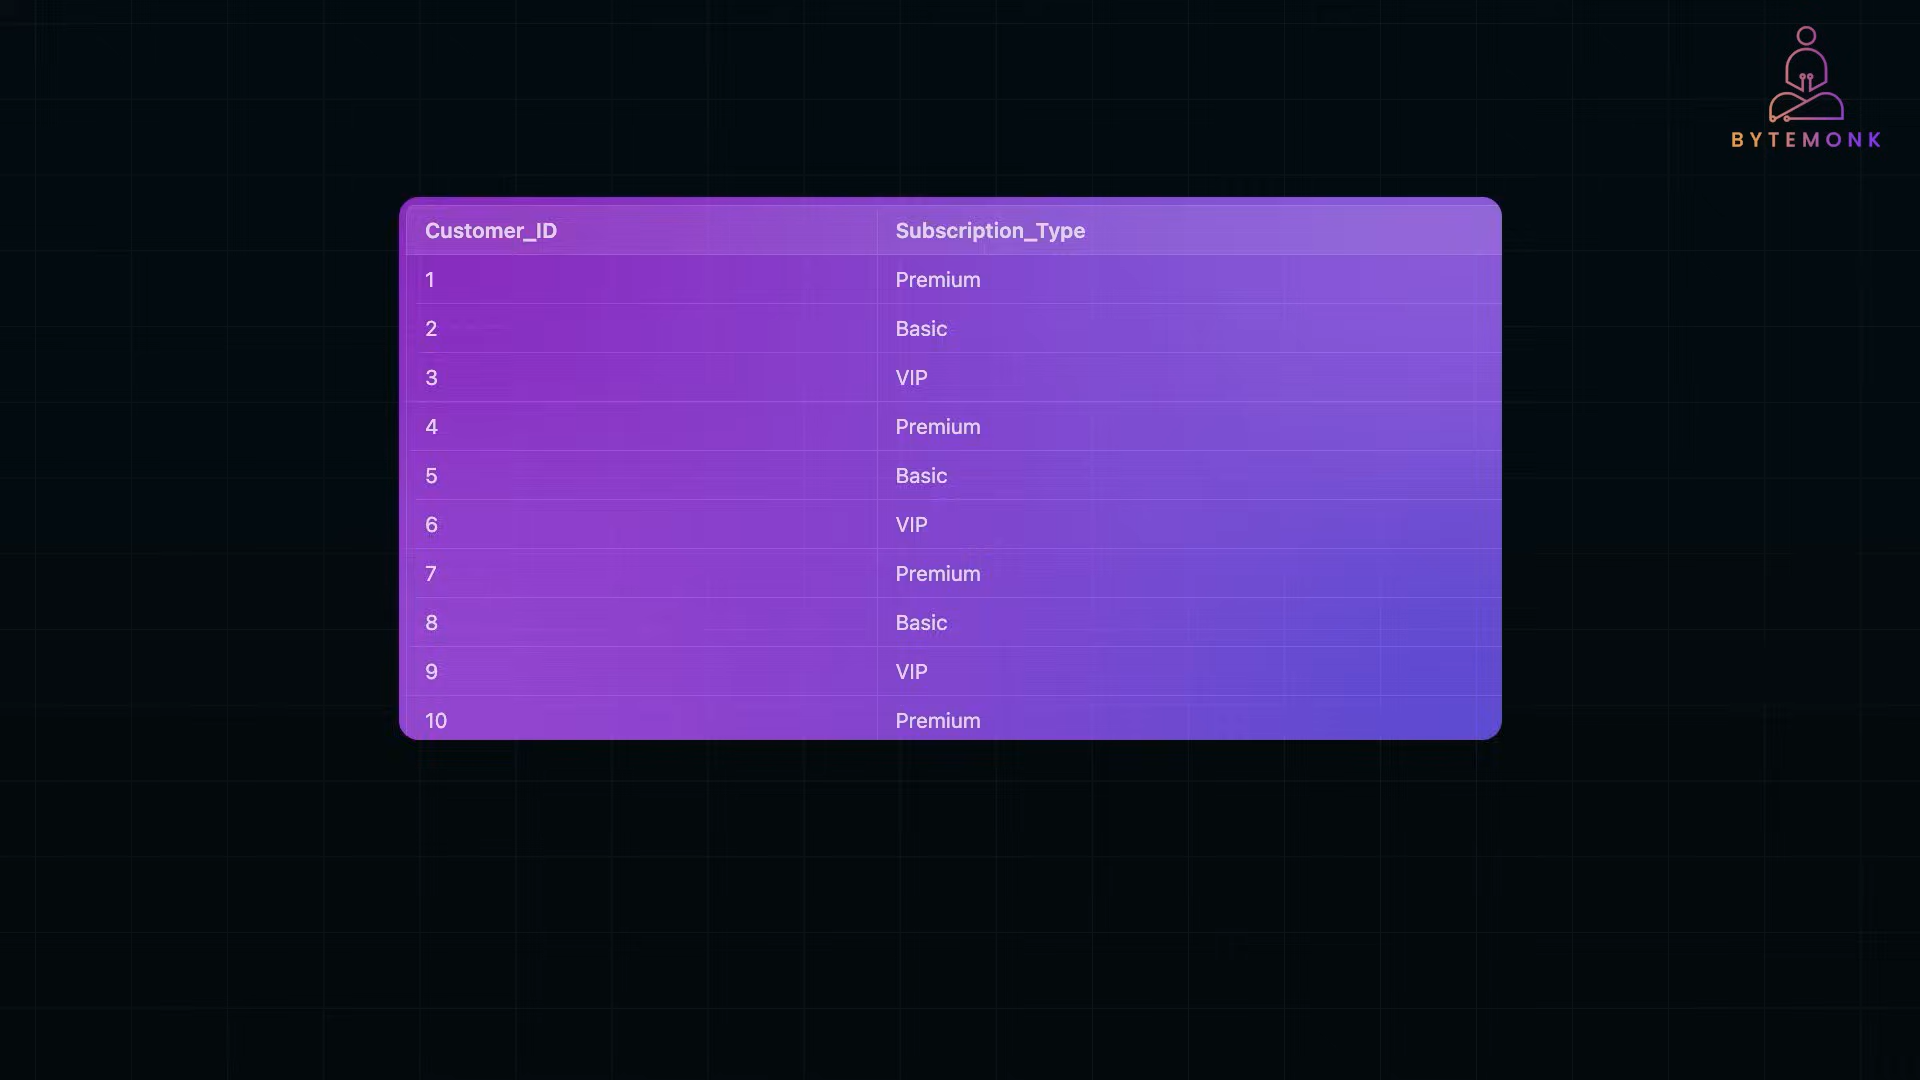 BYTEMONK
Customer_ID Subscription_Type
1 Premium
2 Basic
3 VIP
4 Premium
5 Basic
6 VIP
7 Premium
8 Basic
9 VIP
10 Premium